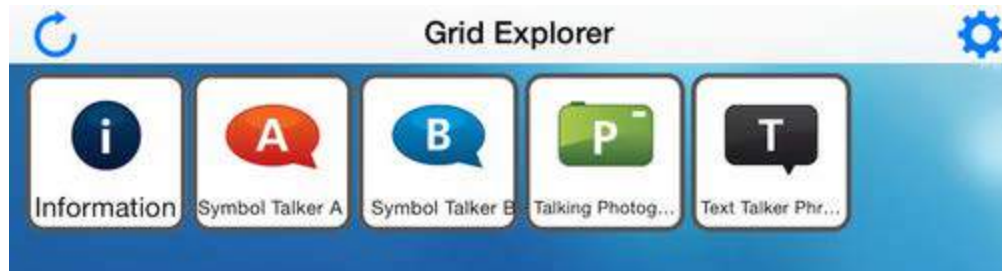 Grid Explorer
i
A
B
P
T
Information
Symbol Talker A
Symbol Talker B
Talking Photog...
Text Talker Phr...